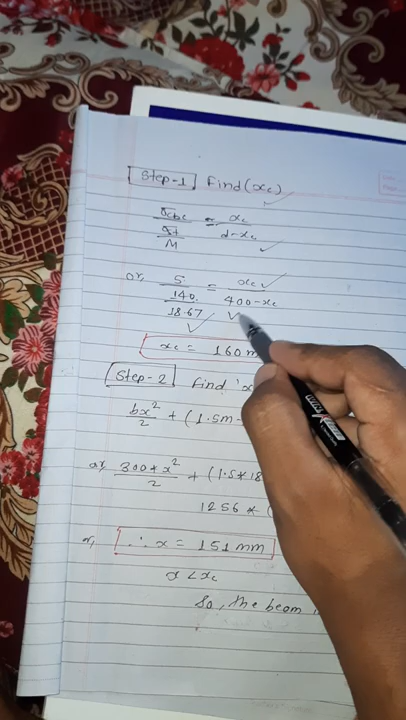 Step-1 Find (xc)
σcbc / (σst / M) = xc / (d-xc)
or, 5 / (140 / 18.67) = xc / (400-xc)
xc = 160 m
Step-2 Find 'x
bx²/2 + (1.5m -
or, 300*x²/2 + (1.5*18
1256 * (
or, ∴ x = 151 mm
x < xc
So, the beam